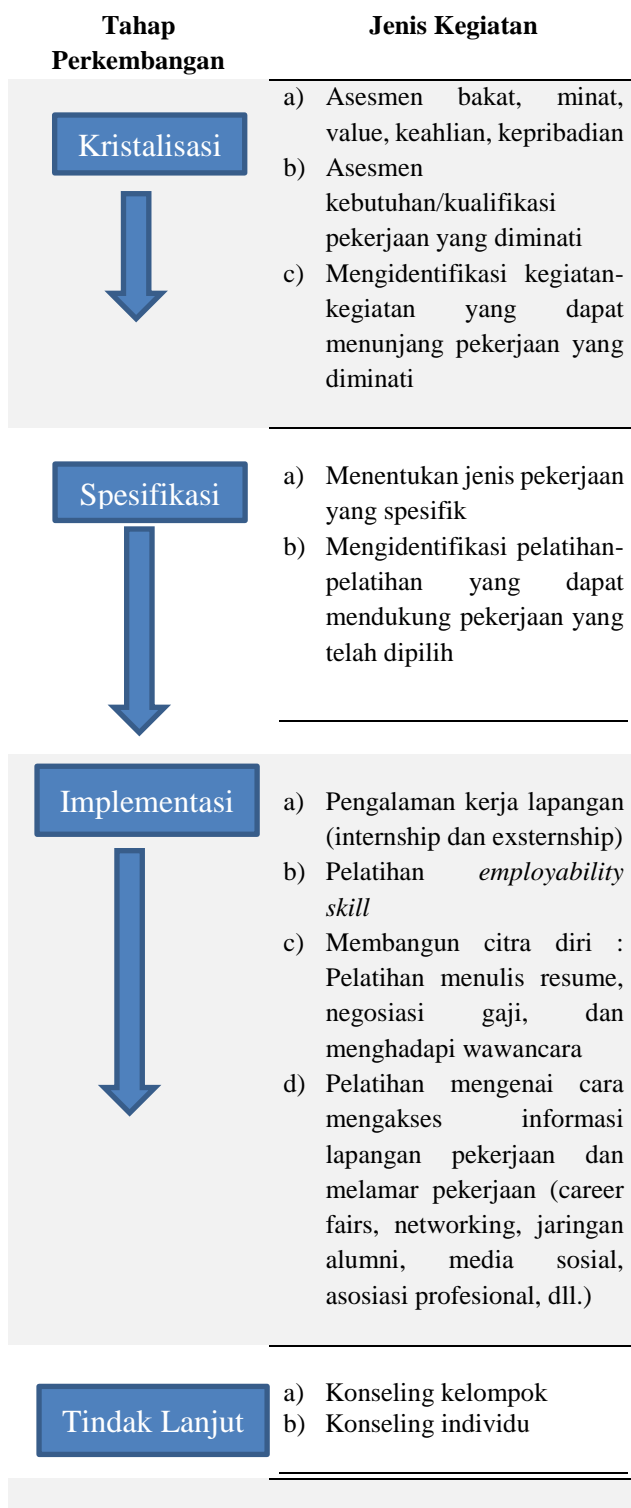 Tahap
Perkembangan
Jenis Kegiatan
Kristalisasi
a) Asesmen bakat, minat,
value, keahlian, kepribadian
b) Asesmen
kebutuhan/kualifikasi
pekerjaan yang diminati
c) Mengidentifikasi kegiatan-
kegiatan yang dapat
menunjang pekerjaan yang
diminati
Spesifikasi
a) Menentukan jenis pekerjaan
yang spesifik
b) Mengidentifikasi pelatihan-
pelatihan yang dapat
mendukung pekerjaan yang
telah dipilih
Implementasi
a) Pengalaman kerja lapangan
(internship dan exsternship)
b) Pelatihan employability
skill
c) Membangun citra diri :
Pelatihan menulis resume,
negosiasi gaji, dan
menghadapi wawancara
d) Pelatihan mengenai cara
mengakses informasi
lapangan pekerjaan dan
melamar pekerjaan (career
fairs, networking, jaringan
alumni, media sosial,
asosiasi profesional, dll.)
Tindak Lanjut
a) Konseling kelompok
b) Konseling individu